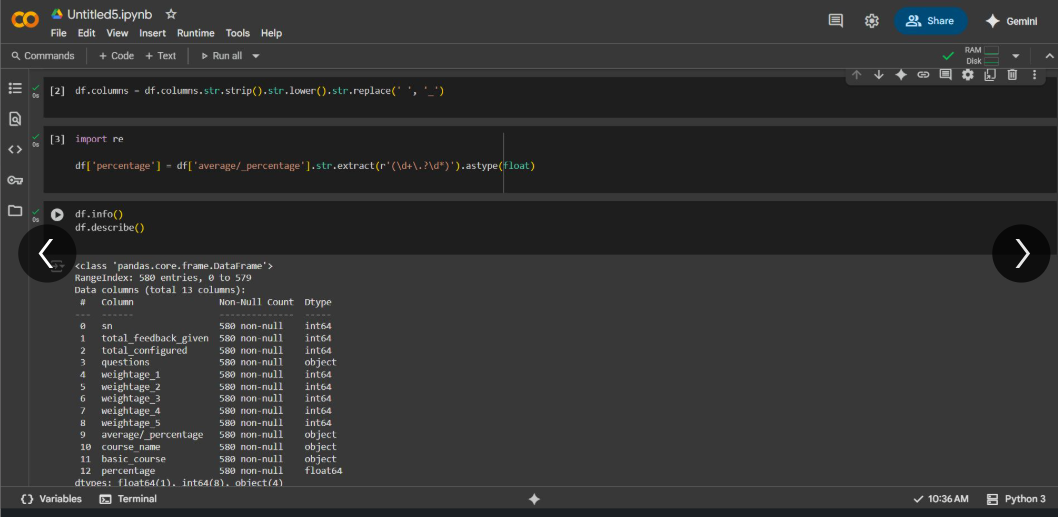 CO Untitled5.ipynb
File Edit View Insert Runtime Tools Help
Share
Gemini
Commands + Code + Text Run all
RAM
Disk
0s [2] df.columns = df.columns.str.strip().str.lower().str.replace(' ', '_')
0s [3] import re
df['percentage'] = df['average/_percentage'].str.extract(r'(\d+\.?\d*)').astype(float)
0s df.info()
df.describe()
<class 'pandas.core.frame.DataFrame'>
RangeIndex: 580 entries, 0 to 579
Data columns (total 13 columns):
# Column Non-Null Count Dtype
--- ------ -------------- -----
0 sn 580 non-null int64
1 total_feedback_given 580 non-null int64
2 total_configured 580 non-null int64
3 questions 580 non-null object
4 weightage_1 580 non-null int64
5 weightage_2 580 non-null int64
6 weightage_3 580 non-null int64
7 weightage_4 580 non-null int64
8 weightage_5 580 non-null int64
9 average/_percentage 580 non-null object
10 course_name 580 non-null object
11 basic_course 580 non-null object
12 percentage 580 non-null float64
dtypes: float64(1), int64(8), object(4)
{} Variables Terminal 10:36 AM Python 3